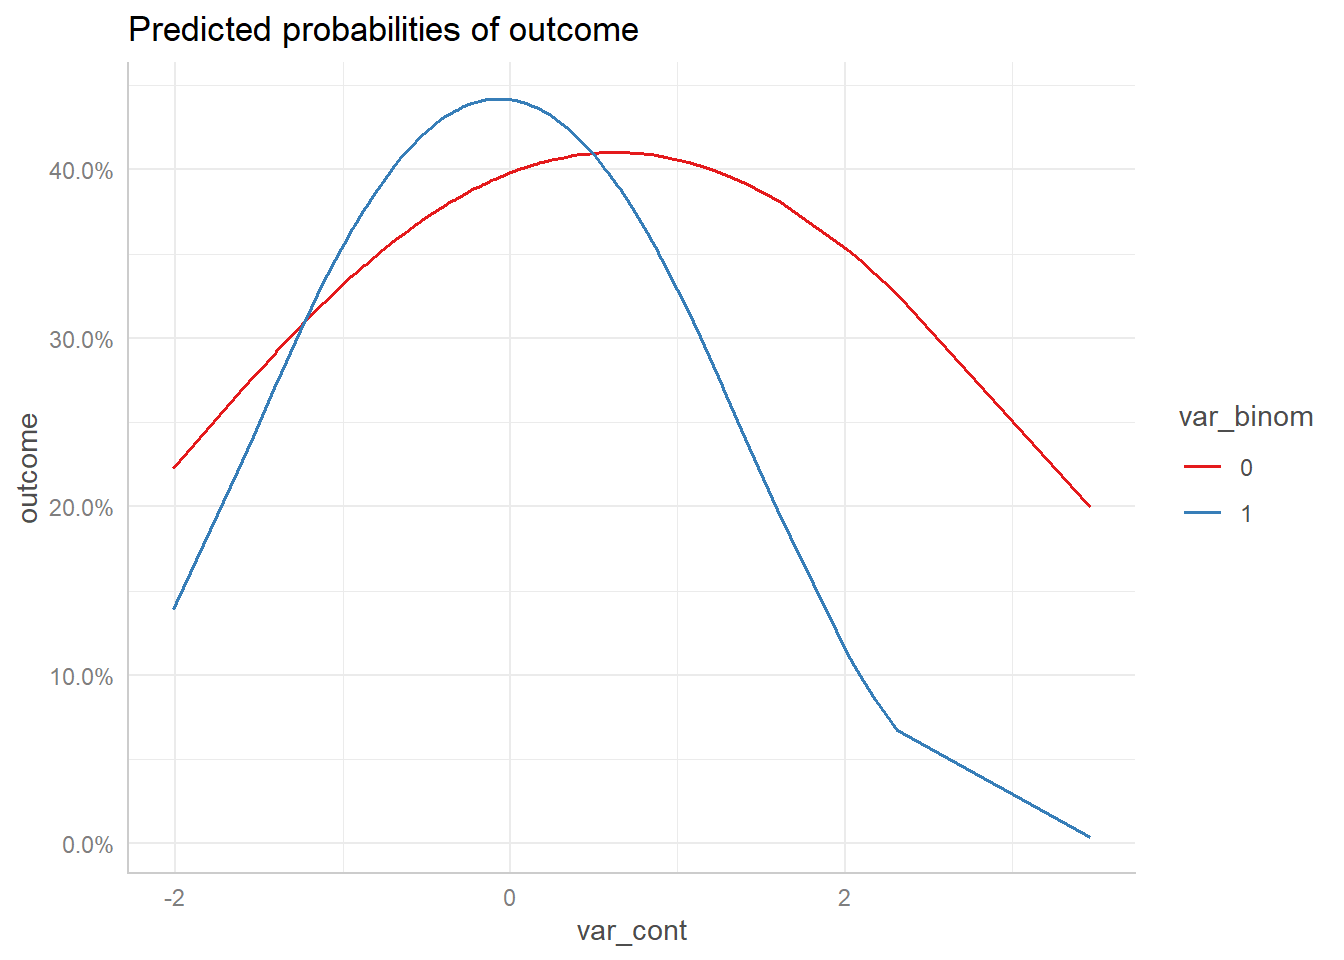 Predicted probabilities of outcome
40.0%
30.0%
20.0%
10.0%
0.0%
outcome
-2
0
2
var_cont
var_binom
0
1